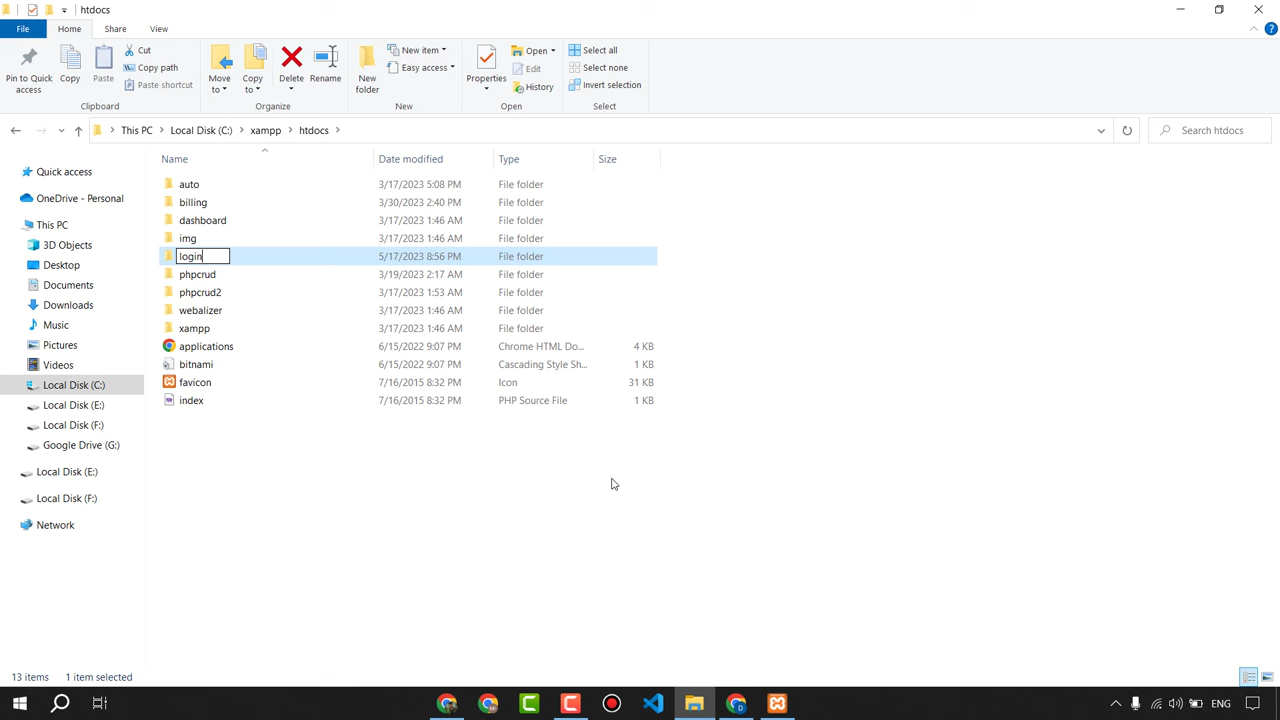 htdocs
File
Home
Share
View
Pin to Quick access
Copy
Paste
Cut
Copy path
Paste shortcut
Clipboard
Move to
Copy to
Delete
Rename
Organize
New folder
New item
Easy access
New
Properties
Open
Edit
History
Open
Select all
Select none
Invert selection
Select
This PC
Local Disk (C:)
xampp
htdocs
Search htdocs
Name Date modified Type Size
Quick access
OneDrive - Personal
This PC
3D Objects
Desktop
Documents
Downloads
Music
Pictures
Videos
Local Disk (C:)
Local Disk (E:)
Local Disk (F:)
Google Drive (G:)
Local Disk (E:)
Local Disk (F:)
Network
auto 3/17/2023 5:08 PM File folder
billing 3/30/2023 2:40 PM File folder
dashboard 3/17/2023 1:46 AM File folder
img 3/17/2023 1:46 AM File folder
login 5/17/2023 8:56 PM File folder
phpcrud 3/19/2023 2:17 AM File folder
phpcrud2 3/17/2023 1:53 AM File folder
webalizer 3/17/2023 1:46 AM File folder
xampp 3/17/2023 1:46 AM File folder
applications 6/15/2022 9:07 PM Chrome HTML Do... 4 KB
bitnami 6/15/2022 9:07 PM Cascading Style Sh... 1 KB
favicon 7/16/2015 8:32 PM Icon 31 KB
index 7/16/2015 8:32 PM PHP Source File 1 KB
13 items 1 item selected
ENG